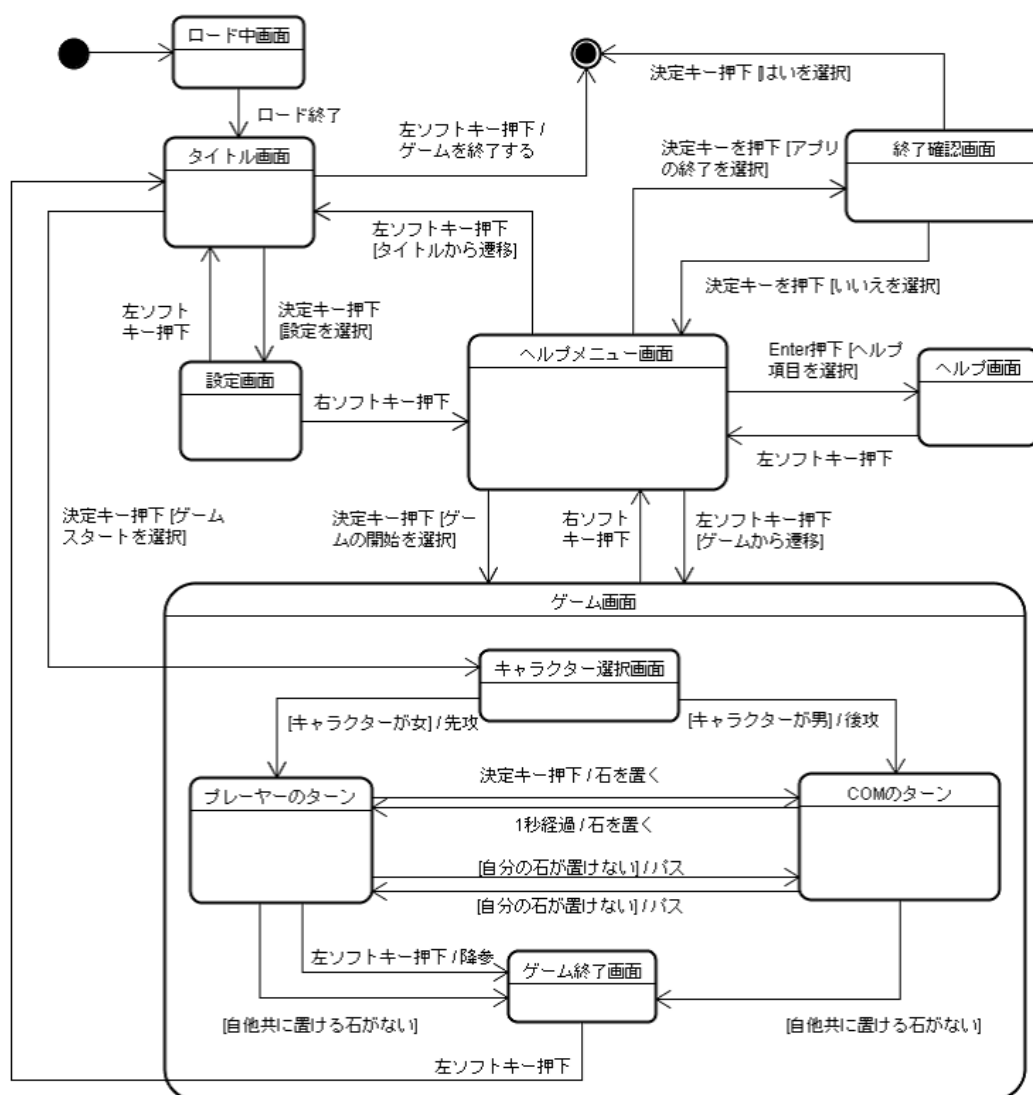 ロード中画面
ロード終了
決定キー押下 [はいを選択]
左ソフトキー押下 /
ゲームを終了する
タイトル画面
決定キーを押下 [アプリ
の終了を選択]
終了確認画面
左ソフトキー押下
[タイトルから遷移]
決定キーを押下 [いいえを選択]
左ソフト
キー押下
決定キー押下
[設定を選択]
ヘルプメニュー画面
Enter押下 [ヘルプ
項目を選択]
ヘルプ画面
設定画面
右ソフトキー押下
左ソフトキー押下
決定キー押下 [ゲーム
スタートを選択]
決定キー押下 [ゲー
ムの開始を選択]
右ソフト
キー押下
左ソフトキー押下
[ゲームから遷移]
ゲーム画面
キャラクター選択画面
[キャラクターが女] / 先攻
[キャラクターが男] / 後攻
プレーヤーのターン
決定キー押下 / 石を置く
COMのターン
1秒経過 / 石を置く
[自分の石が置けない] / パス
[自分の石が置けない] / パス
左ソフトキー押下 / 降参
ゲーム終了画面
[自他共に置ける石がない]
[自他共に置ける石がない]
左ソフトキー押下